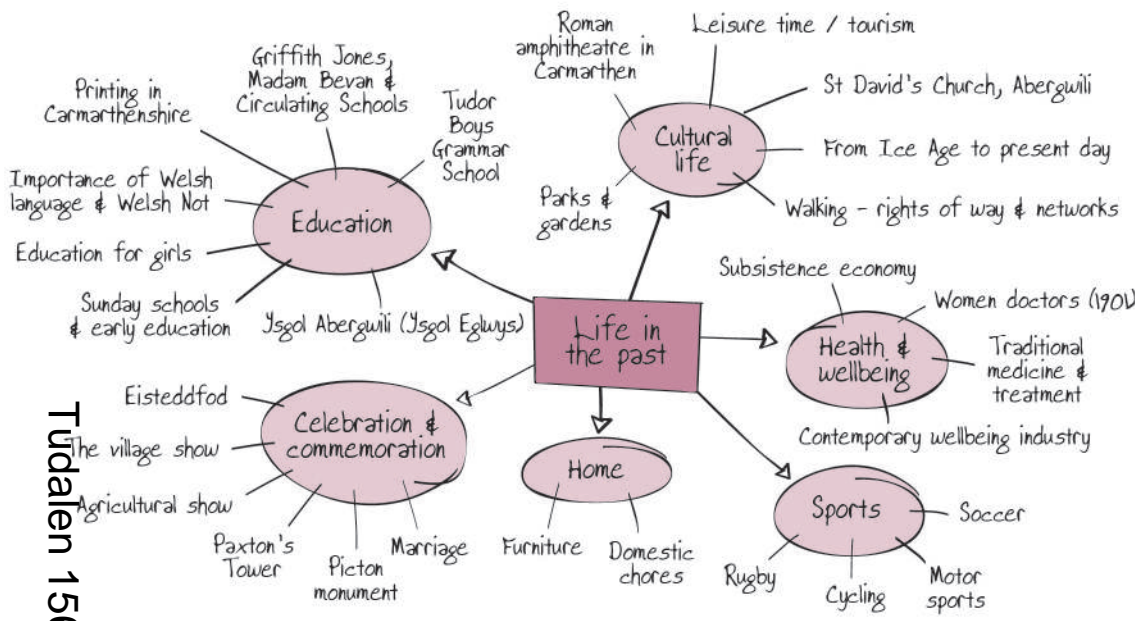 Life in
the past
Education
Printing in
Carmarthenshire
Griffith Jones,
Madam Bevan &
Circulating Schools
Tudor
Boys
Grammar
School
Importance of Welsh
language & Welsh Not
Education for girls
Sunday schools
& early education
Ysgol Abergwili (Ysgol Eglwys)
Cultural
life
Roman
amphitheatre in
Carmarthen
Leisure time / tourism
St David's Church, Abergwili
From Ice Age to present day
Walking – rights of way & networks
Parks &
gardens
Health &
wellbeing
Subsistence economy
Women doctors (1901)
Traditional
medicine &
treatment
Contemporary wellbeing industry
Celebration &
commemoration
Eisteddfod
The village show
Agricultural show
Paxton's
Tower
Picton
monument
Marriage
Home
Furniture
Domestic
chores
Sports
Soccer
Rugby
Cycling
Motor
sports
Tudalen